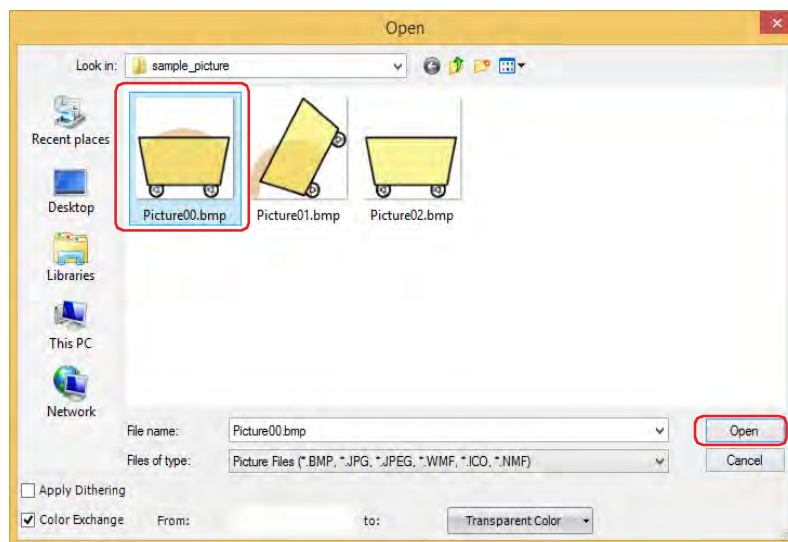 Open
Look in: sample_picture
Recent places
Desktop
Libraries
This PC
Network
Picture00.bmp Picture01.bmp Picture02.bmp
File name: Picture00.bmp Open
Files of type: Picture Files (*.BMP, *.JPG, *.JPEG, *.WMF, *.ICO, *.NMF) Cancel
Apply Dithering
Color Exchange From: to: Transparent Color